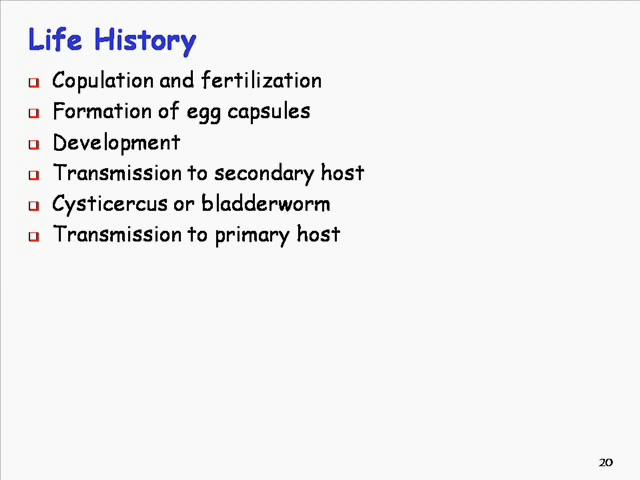 Life History
Copulation and fertilization
Formation of egg capsules
Development
Transmission to secondary host
Cysticercus or bladderworm
Transmission to primary host
20